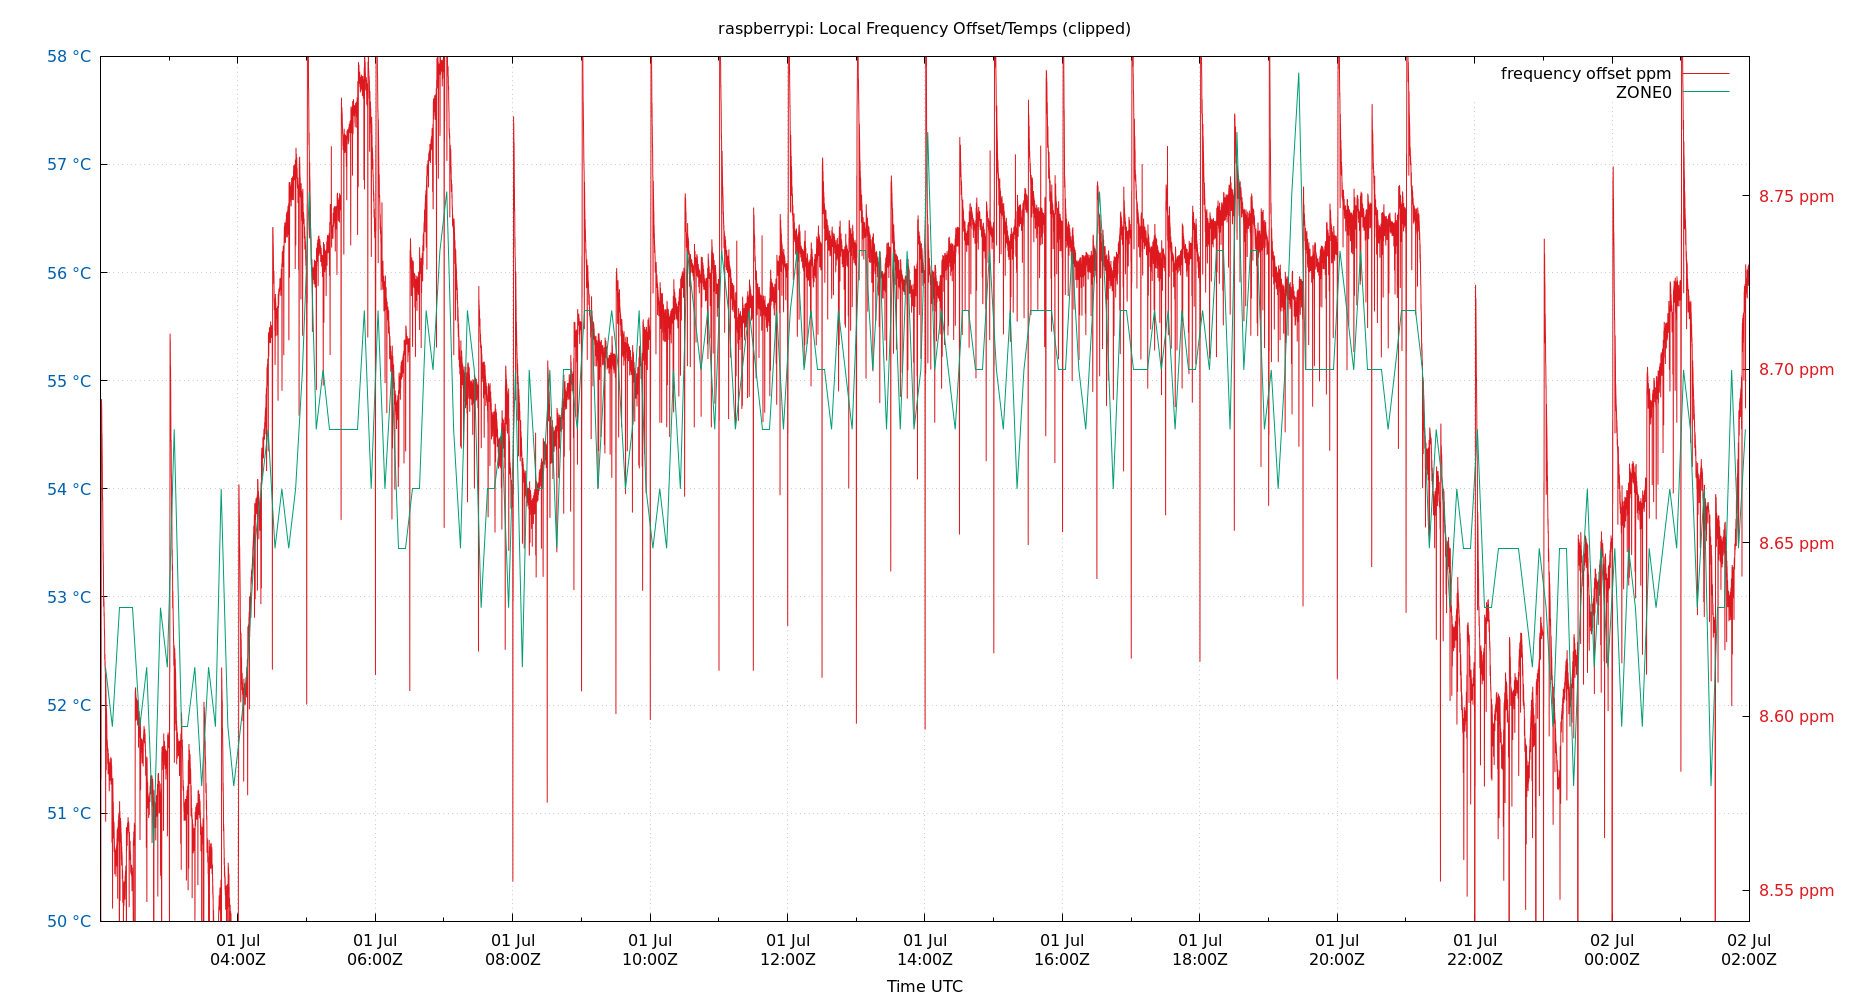 raspberrypi: Local Frequency Offset/Temps (clipped)
58 °C
57 °C
56 °C
55 °C
54 °C
53 °C
52 °C
51 °C
50 °C
frequency offset ppm
ZONE0
8.75 ppm
8.70 ppm
8.65 ppm
8.60 ppm
8.55 ppm
01 Jul
04:00Z
01 Jul
06:00Z
01 Jul
08:00Z
01 Jul
10:00Z
01 Jul
12:00Z
01 Jul
14:00Z
01 Jul
16:00Z
01 Jul
18:00Z
01 Jul
20:00Z
01 Jul
22:00Z
02 Jul
00:00Z
02 Jul
02:00Z
Time UTC